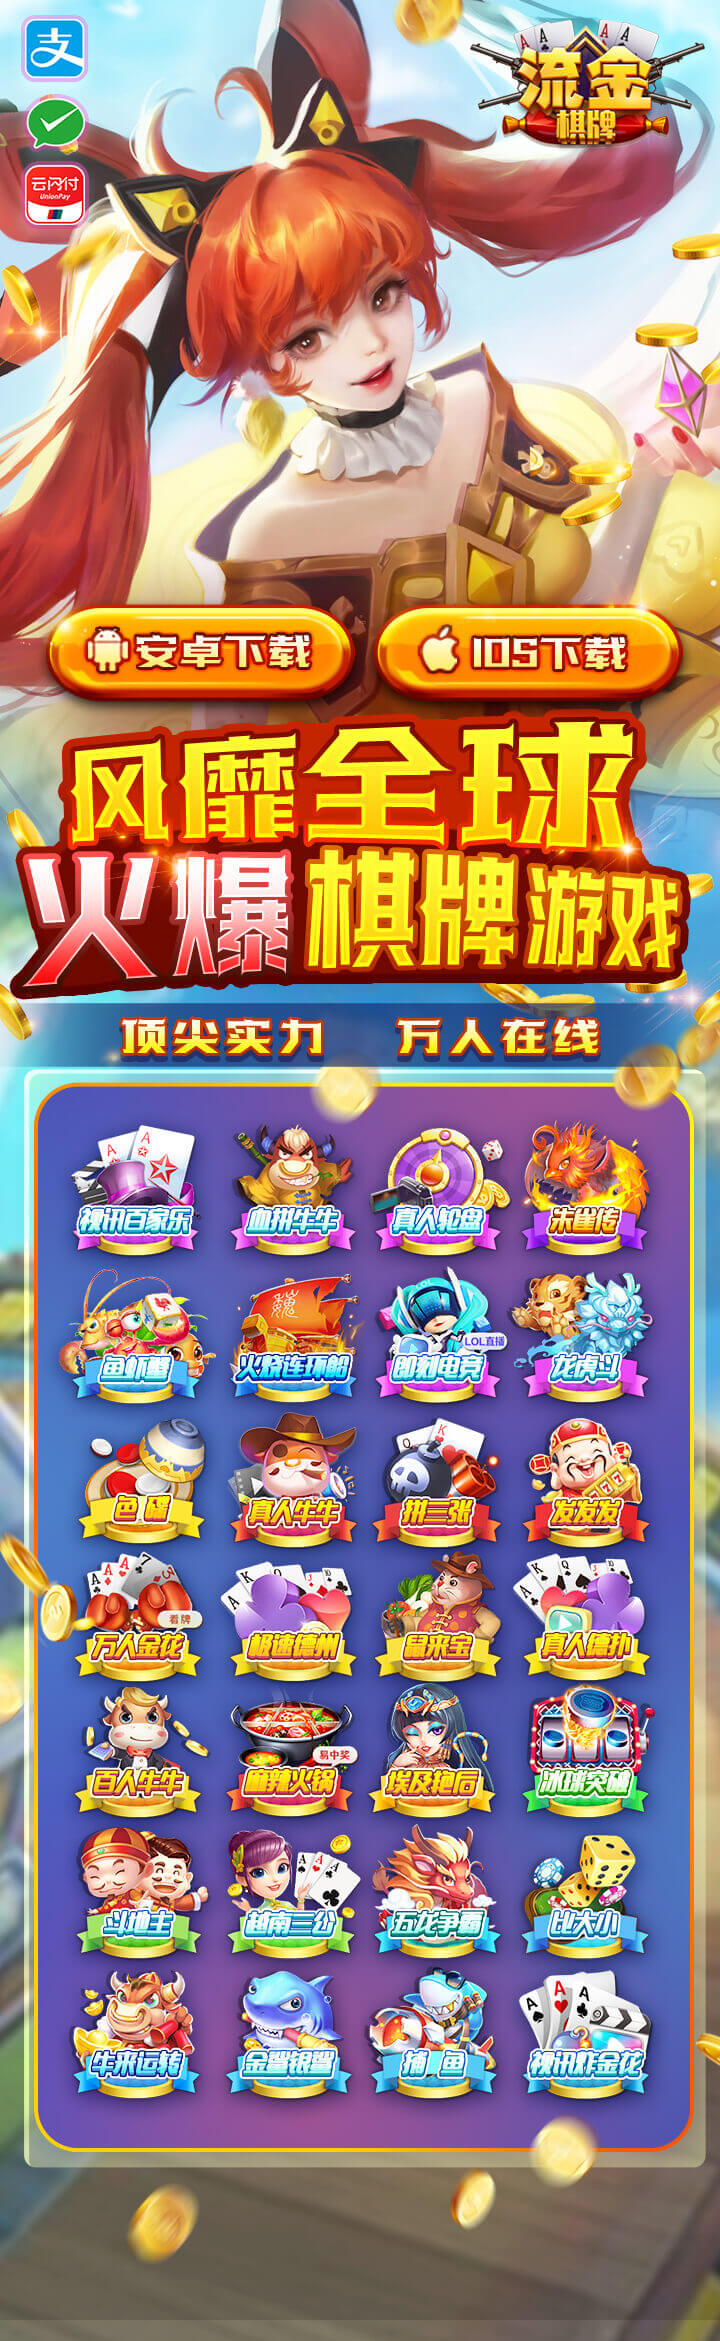 支
流金
棋牌
云闪付
UnionPay
安卓下载
IOS下载
风靡全球
火爆棋牌游戏
顶尖实力 万人在线
视讯百家乐 血拼牛牛 真人轮盘 朱雀传
LOL直播
鱼虾蟹 火烧连环船 即刻电竞 龙虎斗
色碟 真人牛牛 拼三张 发发发
看牌
万人金花 极速德州 鼠来宝 真人德扑
易中奖
百人牛牛 麻辣火锅 埃及艳后 冰球突破
斗地主 越南三公 五龙争霸 比大小
牛来运转 金鲨银鲨 捕鱼 视讯炸金花